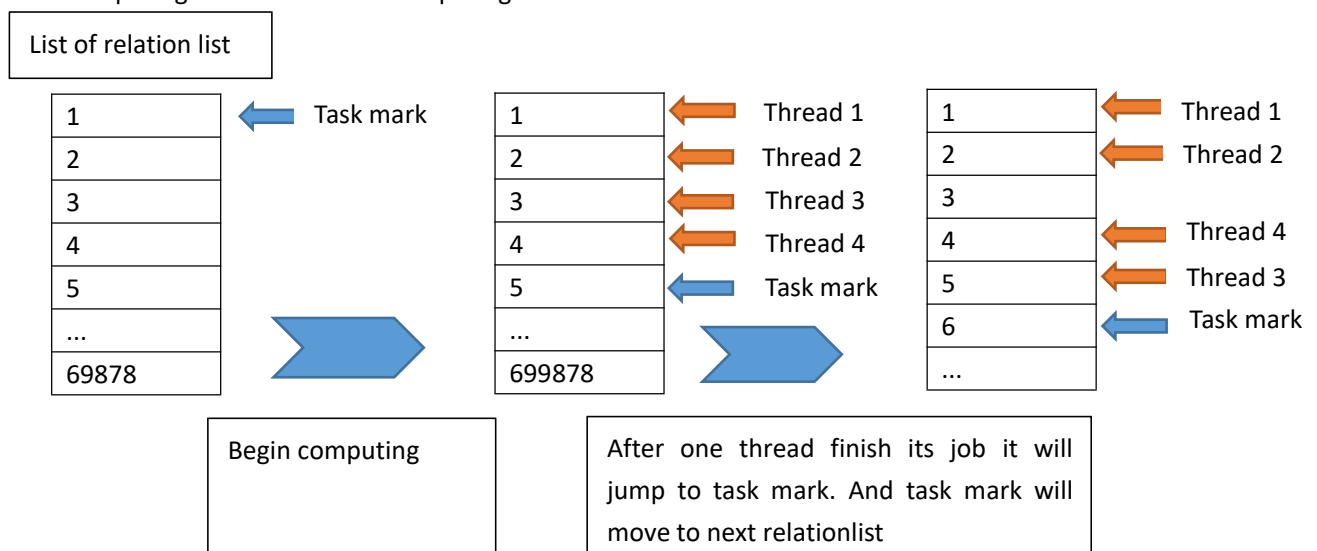 List of relation list
1 Task mark
2
3
4
5
...
69878
1 Thread 1
2 Thread 2
3 Thread 3
4 Thread 4
5 Task mark
...
699878
1 Thread 1
2 Thread 2
3
4 Thread 4
5 Thread 3
6 Task mark
...
Begin computing
After one thread finish its job it will
jump to task mark. And task mark will
move to next relationlist